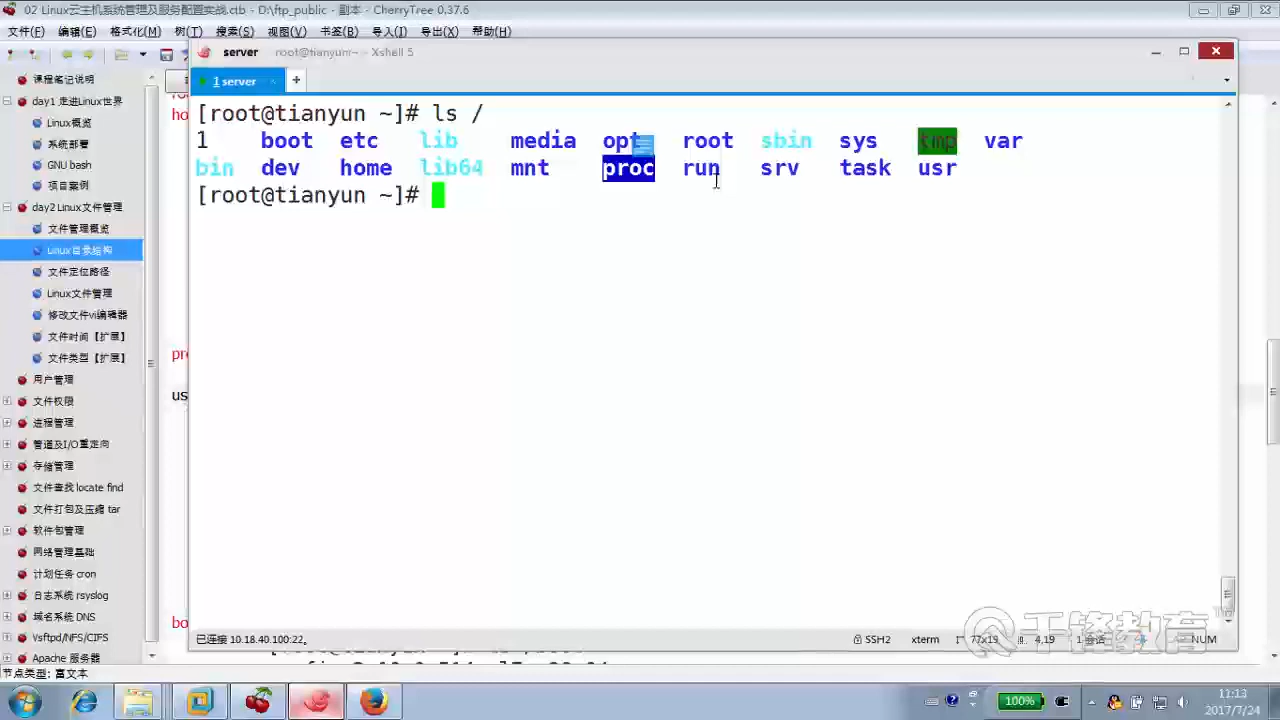 02 Linux云主机系统管理及服务配置实战.ctb - D:\ftp_public - 副本 - CherryTree 0.37.6
文件(F) 编辑(E) 格式化(M) 树(T) 搜索(S) 视图(V) 书签(B) 导入(I) 导出(X) 帮助(H)
server root@tianyun:~ - Xshell 5
1 server
+
课程笔记说明
day1 走进Linux世界
Linux概览
系统部署
GNU bash
项目案例
day2 Linux文件管理
文件管理概览
Linux目录结构
文件定位路径
Linux文件管理
修改文件vi编辑器
文件时间【扩展】
文件类型【扩展】
用户管理
文件权限
进程管理
管道及I/O重定向
存储管理
文件查找 locate find
文件打包及压缩 tar
软件包管理
网络管理基础
计划任务 cron
日志系统 rsyslog
域名系统 DNS
Vsftpd/NFS/CIFS
Apache 服务器
节点类型: 富文本
ho
pro
us
bo
[root@tianyun ~]# ls /
1 boot etc lib media opt root sbin sys tmp var
bin dev home lib64 mnt proc run srv task usr
[root@tianyun ~]#
已连接 10.18.40.100:22。
SSH2 xterm 77x19 4,19 1 会话 NUM
千锋教育
100%
11:13
2017/7/24